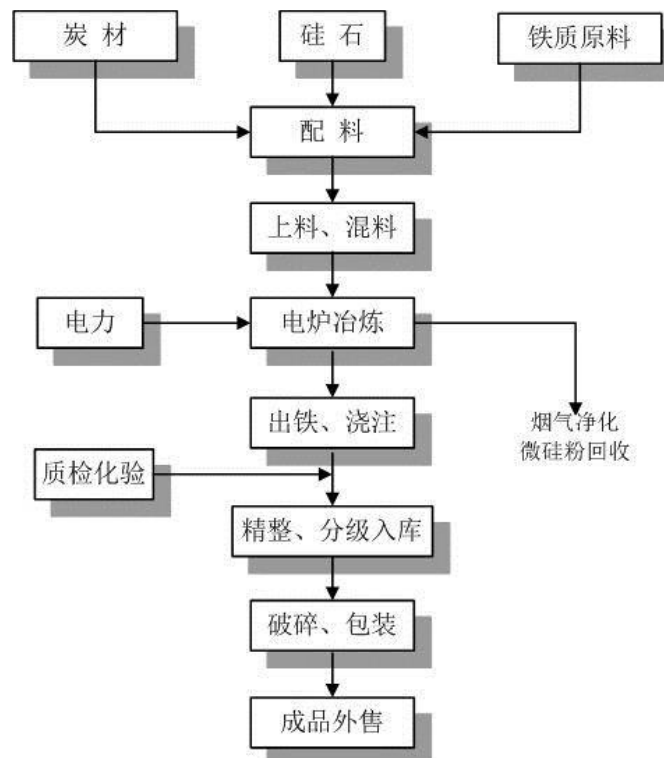 炭 材
硅 石
铁质原料
配 料
上料、混料
电力
电炉冶炼
出铁、浇注
烟气净化
微硅粉回收
质检化验
精整、分级入库
破碎、包装
成品外售